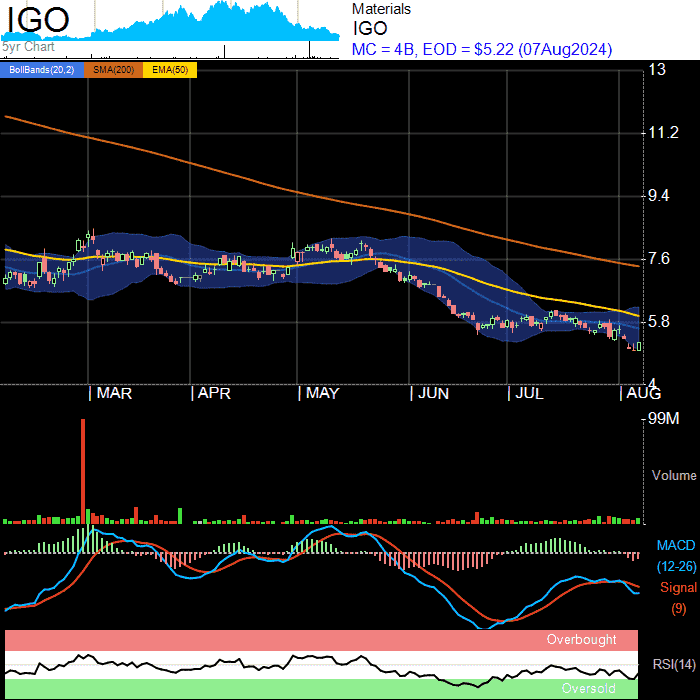 IGO
5yr Chart
Materials
IGO
MC = 4B, EOD = $5.22 (07Aug2024)
BollBands(20,2) SMA(200) EMA(50)
13
11.2
9.4
7.6
5.8
4
| MAR | APR | MAY | JUN | JUL | AUG
99M
Volume
MACD
(12-26)
Signal
(9)
Overbought
RSI(14)
Oversold